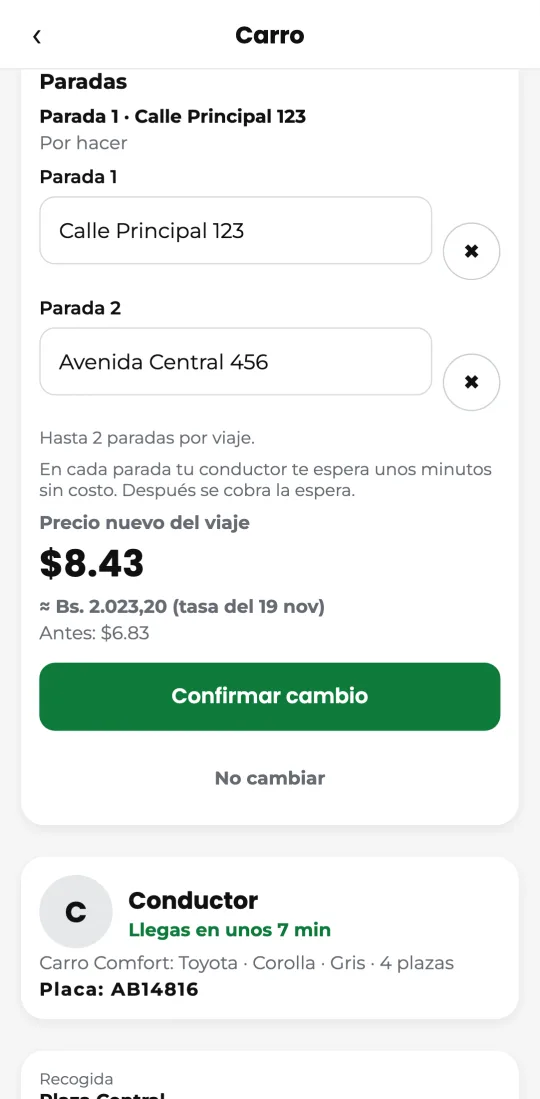 ‹ Carro
Paradas
Parada 1 · Calle Principal 123
Por hacer
Parada 1
Calle Principal 123
✖
Parada 2
Avenida Central 456
✖
Hasta 2 paradas por viaje.
En cada parada tu conductor te espera unos minutos
sin costo. Después se cobra la espera.
Precio nuevo del viaje
$8.43
≈ Bs. 2.023,20 (tasa del 19 nov)
Antes: $6.83
Confirmar cambio
No cambiar
C
Conductor
Llegas en unos 7 min
Carro Comfort: Toyota · Corolla · Gris · 4 plazas
Placa: AB14816
Recogida
Plaza Central